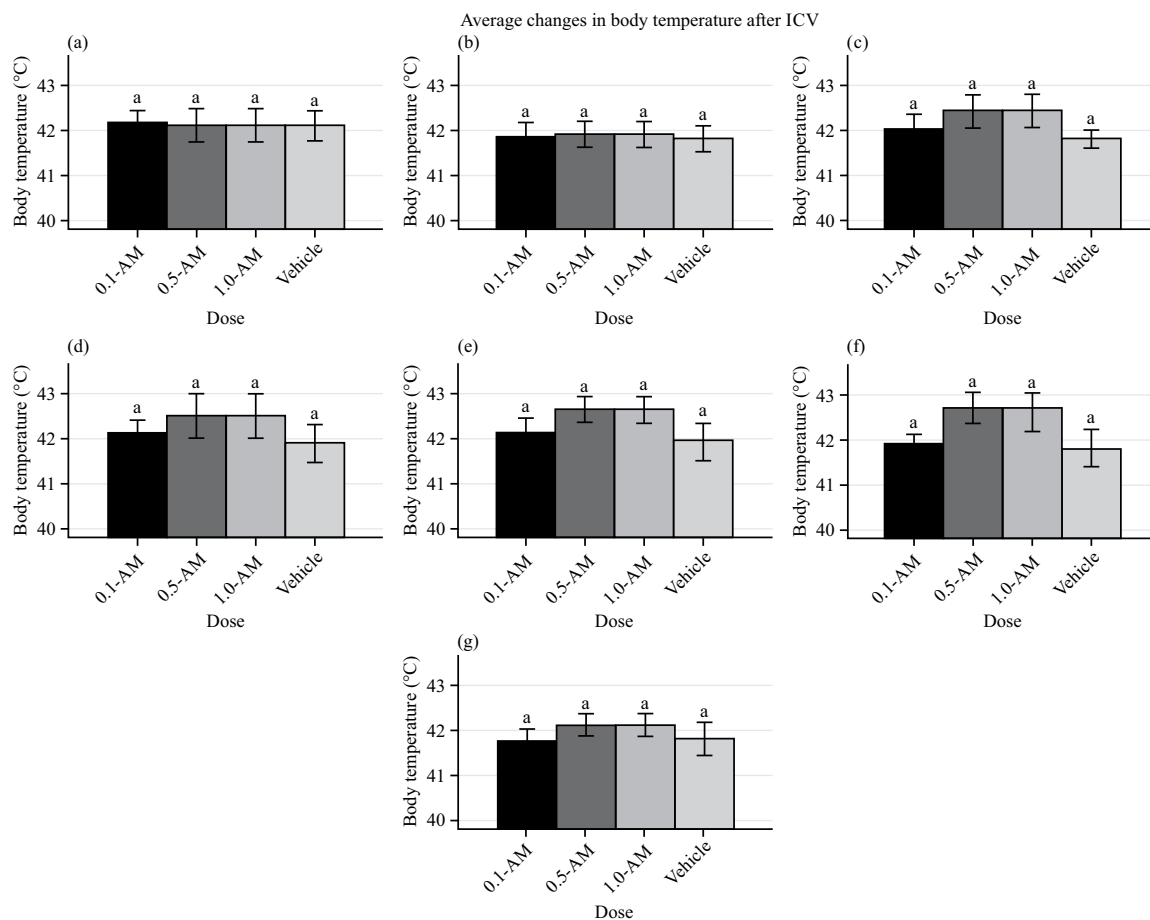 Average changes in body temperature after ICV
(a)
Body temperature (°C)
43
42
41
40
a a a a
0.1-AM 0.5-AM 1.0-AM Vehicle
Dose
(b)
Body temperature (°C)
43
42
41
40
a a a a
0.1-AM 0.5-AM 1.0-AM Vehicle
Dose
(c)
Body temperature (°C)
43
42
41
40
a a a a
0.1-AM 0.5-AM 1.0-AM Vehicle
Dose
(d)
Body temperature (°C)
43
42
41
40
a a a a
0.1-AM 0.5-AM 1.0-AM Vehicle
Dose
(e)
Body temperature (°C)
43
42
41
40
a a a a
0.1-AM 0.5-AM 1.0-AM Vehicle
Dose
(f)
Body temperature (°C)
43
42
41
40
a a a a
0.1-AM 0.5-AM 1.0-AM Vehicle
Dose
(g)
Body temperature (°C)
43
42
41
40
a a a a
0.1-AM 0.5-AM 1.0-AM Vehicle
Dose